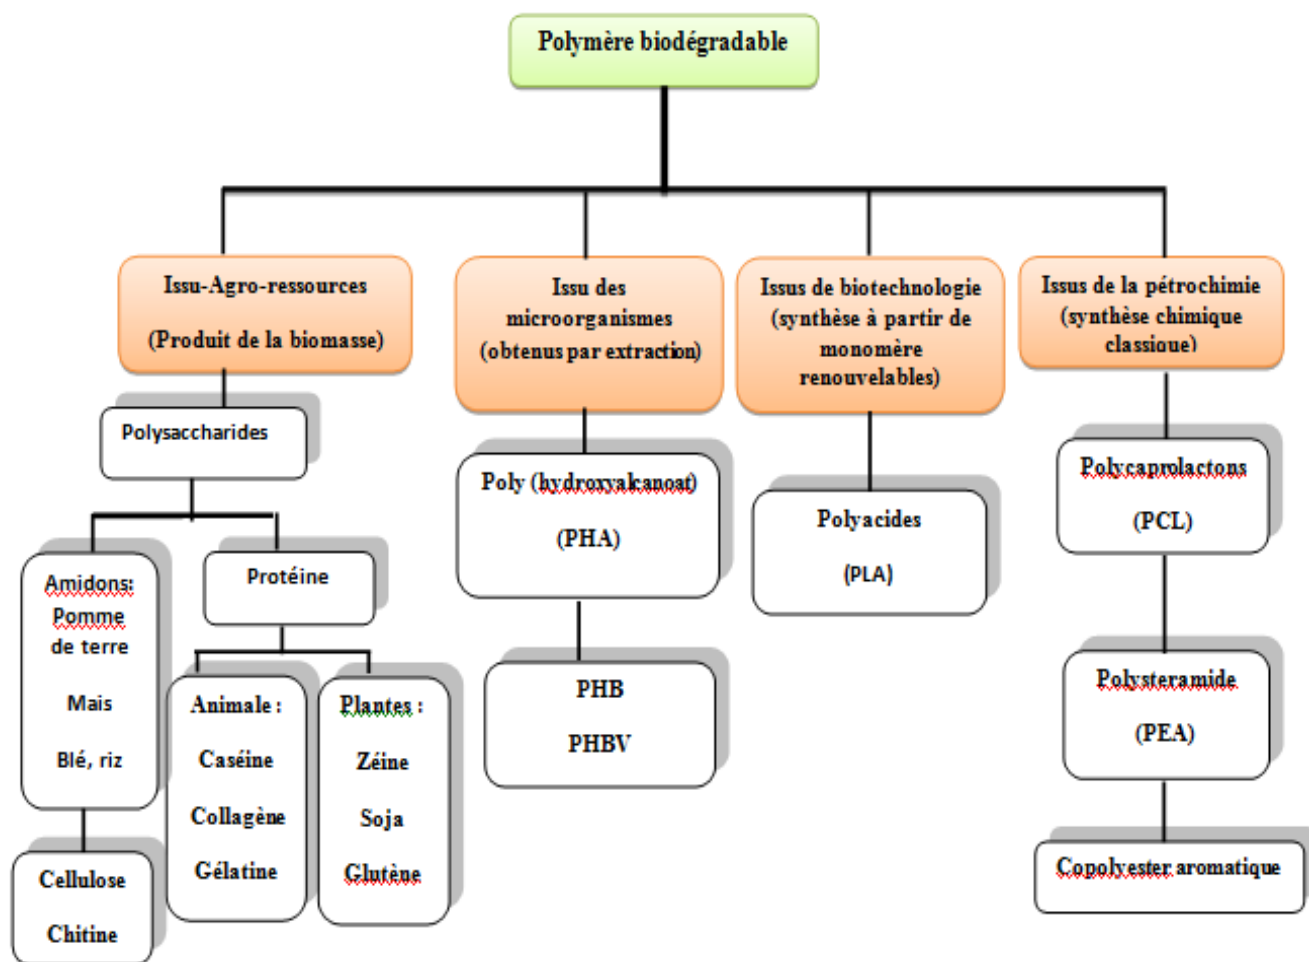 Polymère biodégradable
Issu-Agro-ressources
(Produit de la biomasse)
Issu des
microorganismes
(obtenus par extraction)
Issus de biotechnologie
(synthèse à partir de
monomère
renouvelables)
Issus de la pétrochimie
(synthèse chimique
classique)
Polysaccharides
Amidons:
Pomme
de terre
Mais
Blé, riz
Cellulose
Chitine
Protéine
Animale :
Caséine
Collagène
Gélatine
Plantes :
Zéine
Soja
Glutène
Poly (hydroxyalcanoat)
(PHA)
PHB
PHBV
Polyacides
(PLA)
Polycaprolactons
(PCL)
Polysteramide
(PEA)
Copolyester aromatique